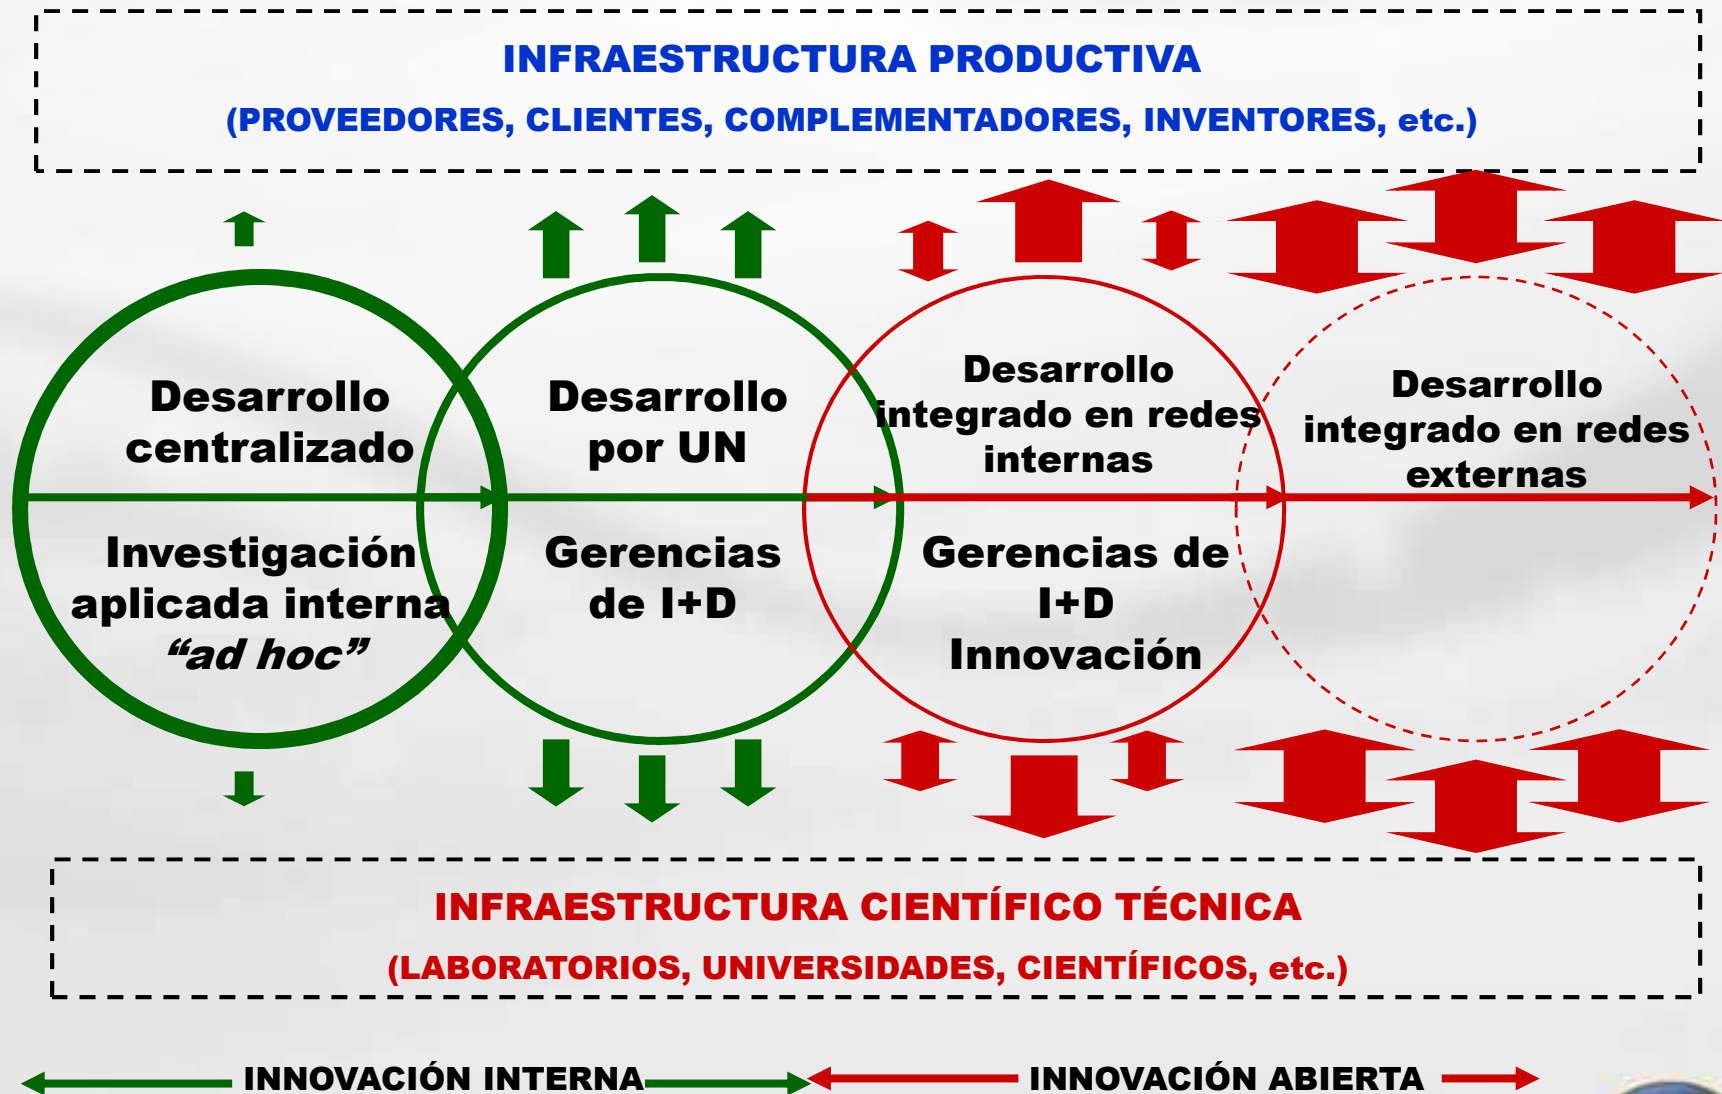 INFRAESTRUCTURA PRODUCTIVA
(PROVEEDORES, CLIENTES, COMPLEMENTADORES, INVENTORES, etc.)
Desarrollo
centralizado
Investigación
aplicada interna
“ad hoc”
Desarrollo
por UN
Gerencias
de I+D
Desarrollo
integrado en redes
internas
Gerencias de
I+D
Innovación
Desarrollo
integrado en redes
externas
INFRAESTRUCTURA CIENTÍFICO TÉCNICA
(LABORATORIOS, UNIVERSIDADES, CIENTÍFICOS, etc.)
INNOVACIÓN INTERNA
INNOVACIÓN ABIERTA